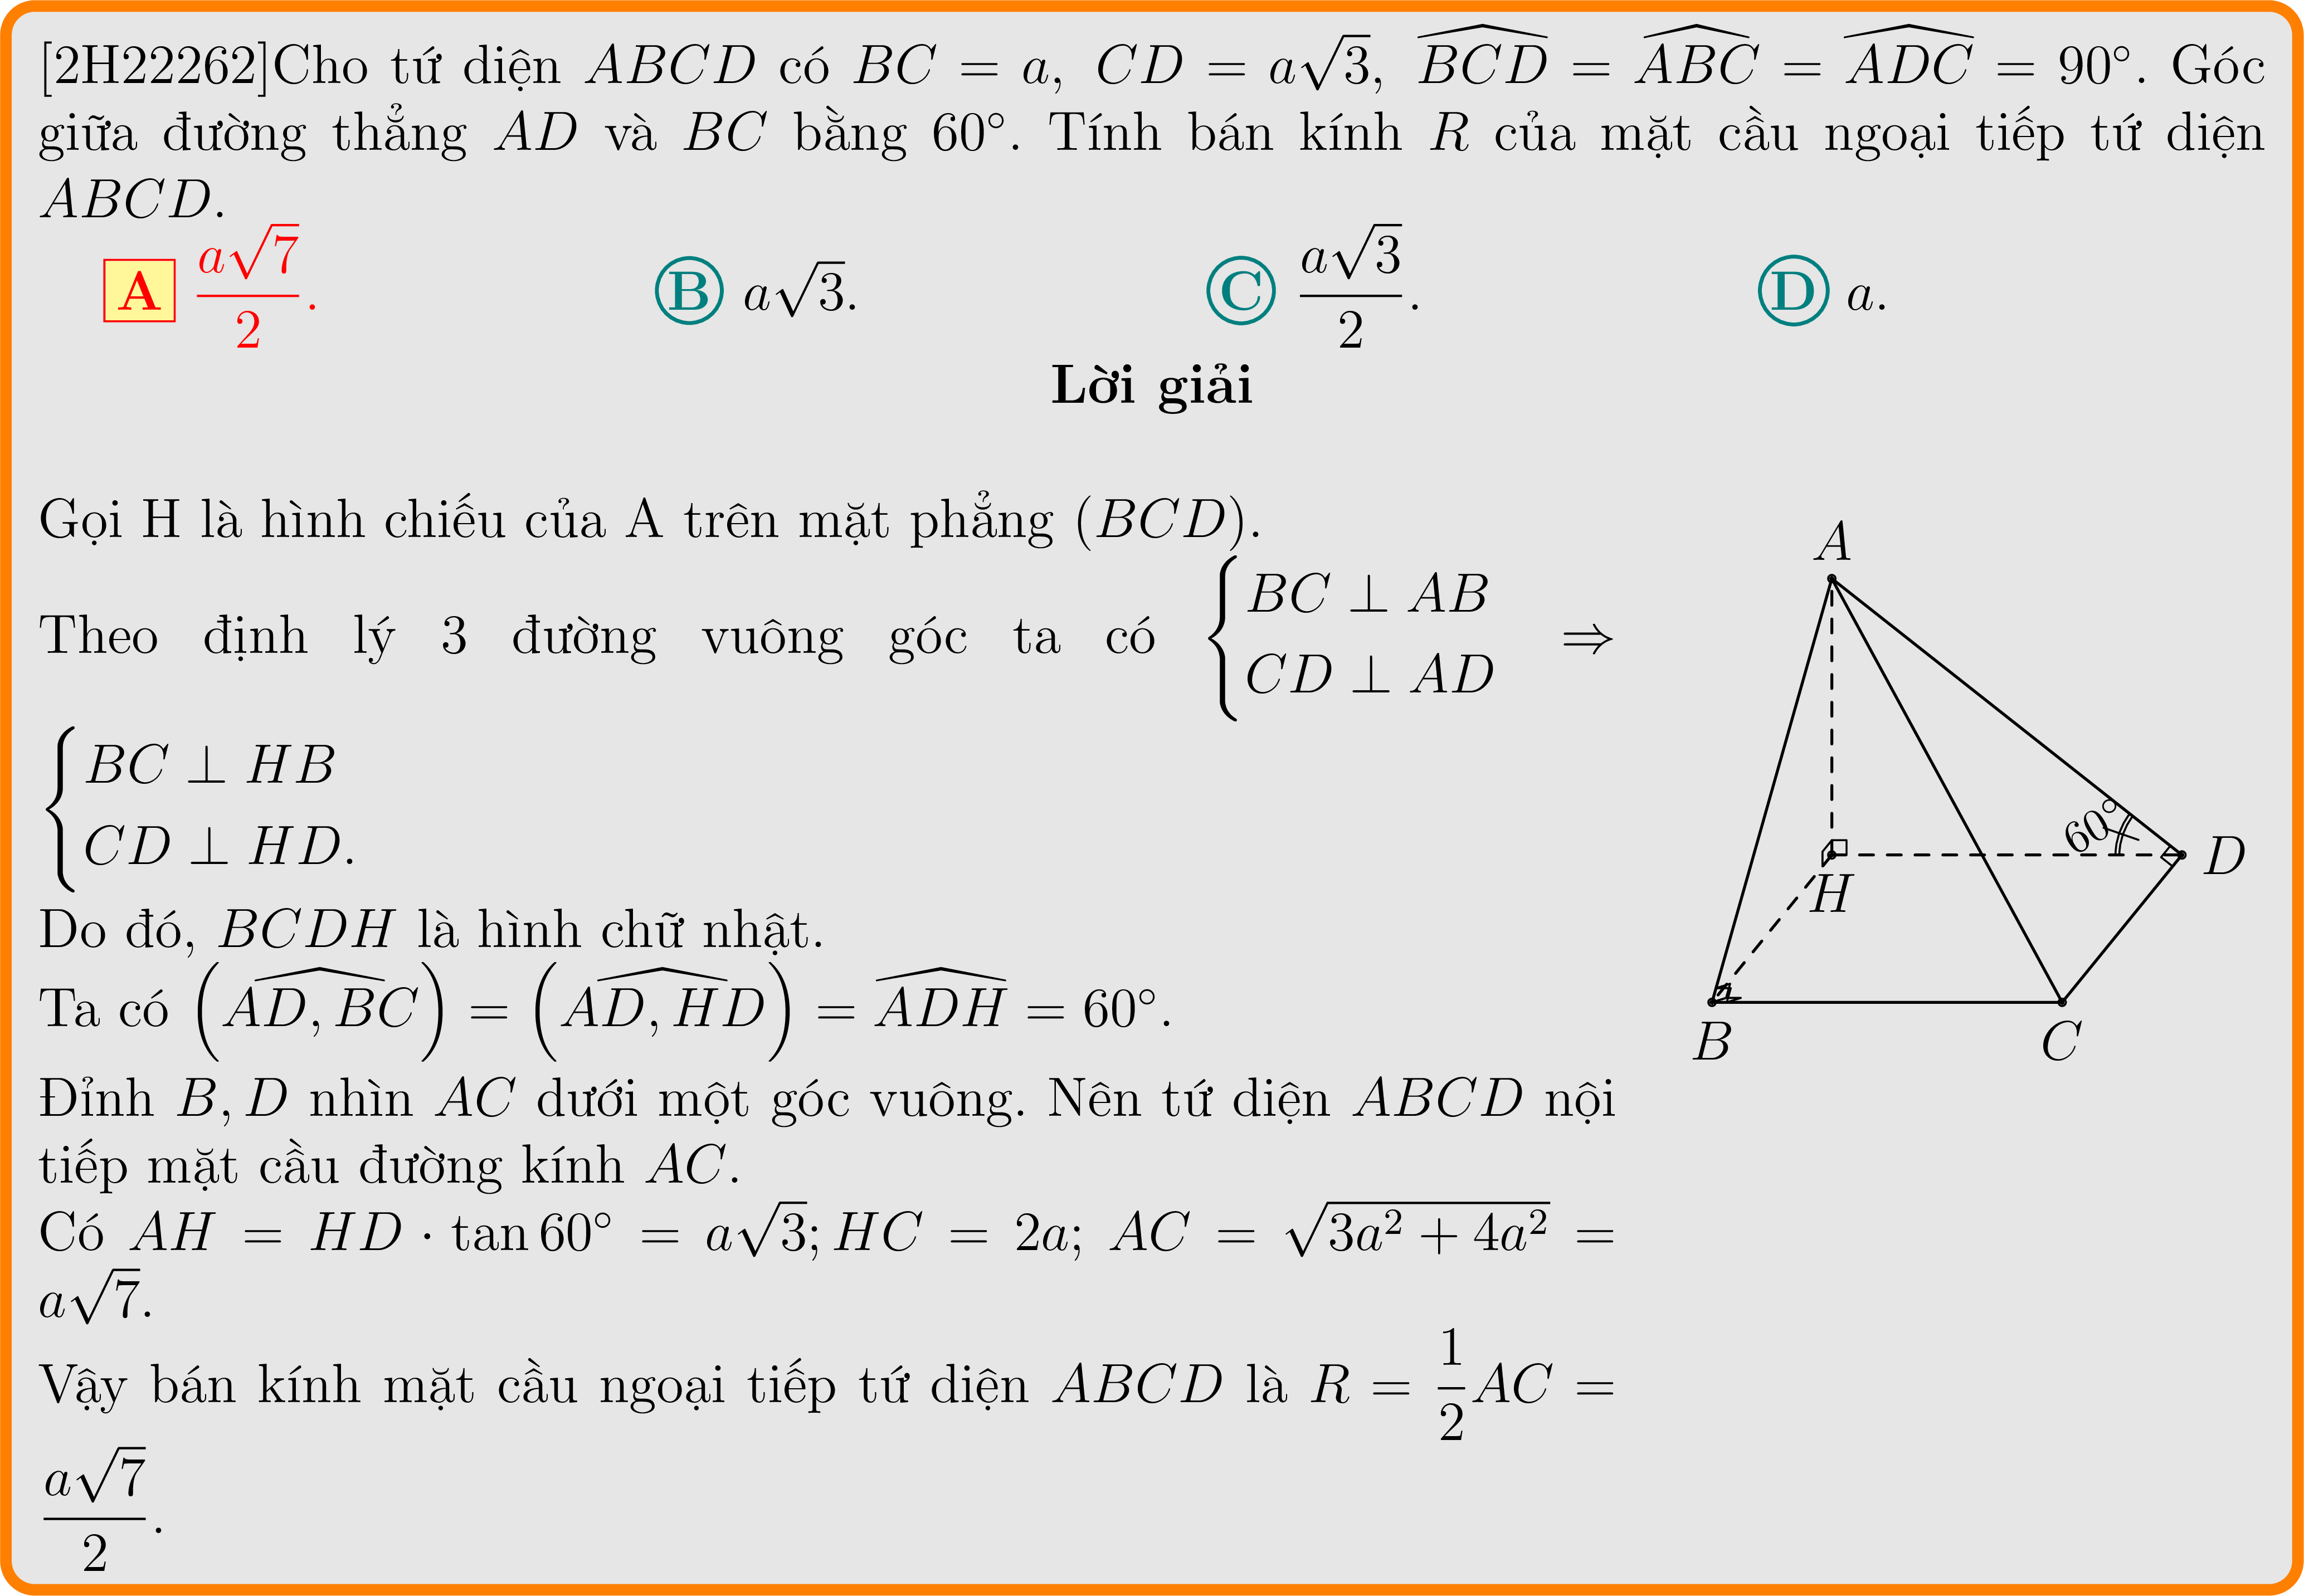 [2H22262]Cho tứ diện $ABCD$ có $BC = a,\ CD = a\sqrt{3},\ \widehat{BCD} = \widehat{ABC} = \widehat{ADC} = 90^\circ$. Góc
giữa đường thẳng $AD$ và $BC$ bằng $60^\circ$. Tính bán kính $R$ của mặt cầu ngoại tiếp tứ diện
$ABCD$.
A $\dfrac{a\sqrt{7}}{2}$. B $a\sqrt{3}$. C $\dfrac{a\sqrt{3}}{2}$. D $a$.
Lời giải
Gọi H là hình chiếu của A trên mặt phẳng $(BCD)$.
Theo định lý 3 đường vuông góc ta có $\begin{cases} BC \perp AB \\ CD \perp AD \end{cases} \Rightarrow$
$\begin{cases} BC \perp HB \\ CD \perp HD. \end{cases}$
Do đó, $BCDH$ là hình chữ nhật.
Ta có $\left(\widehat{AD, BC}\right) = \left(\widehat{AD, HD}\right) = \widehat{ADH} = 60^\circ$.
Đỉnh $B, D$ nhìn $AC$ dưới một góc vuông. Nên tứ diện $ABCD$ nội
tiếp mặt cầu đường kính $AC$.
Có $AH = HD \cdot \tan 60^\circ = a\sqrt{3}; HC = 2a;\ AC = \sqrt{3a^2 + 4a^2} =$
$a\sqrt{7}$.
Vậy bán kính mặt cầu ngoại tiếp tứ diện $ABCD$ là $R = \dfrac{1}{2}AC =$
$\dfrac{a\sqrt{7}}{2}$.
A
60°
D
H
B
C